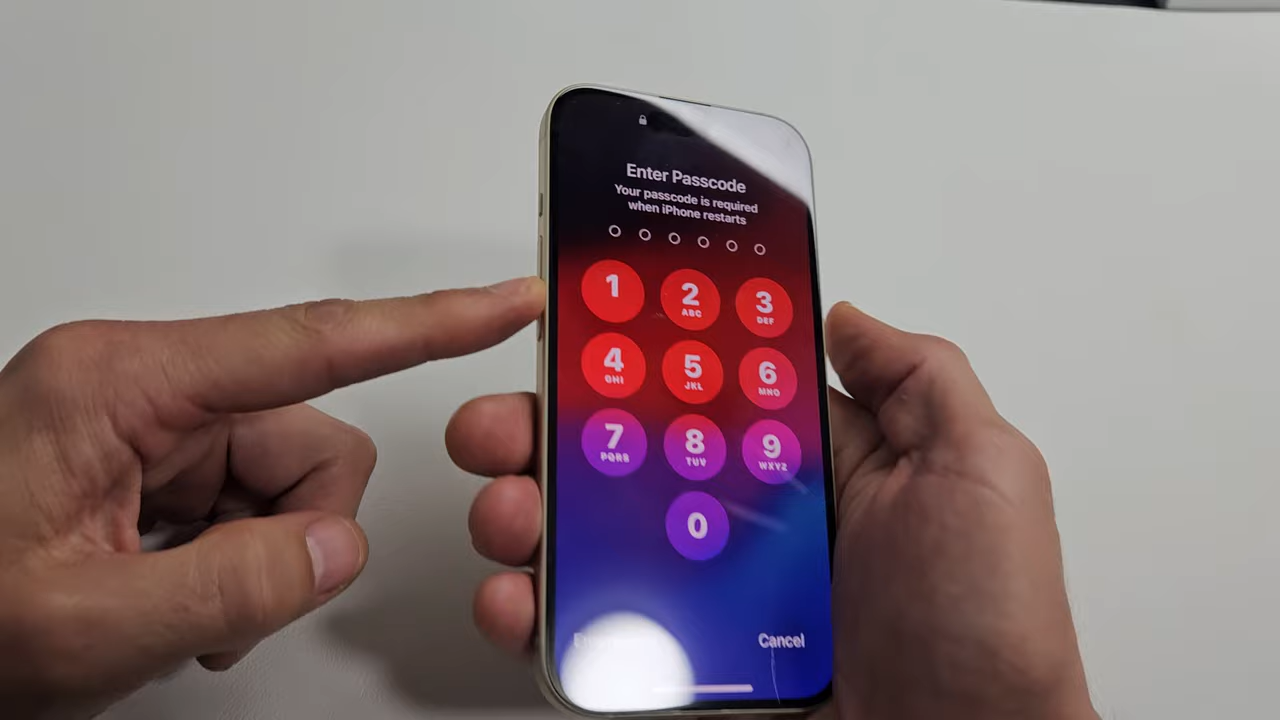 Enter Passcode
Your passcode is required
when iPhone restarts
1 2 3
ABC DEF
4 5 6
GHI JKL MNO
7 8 9
PQRS TUV WXYZ
0
Cancel